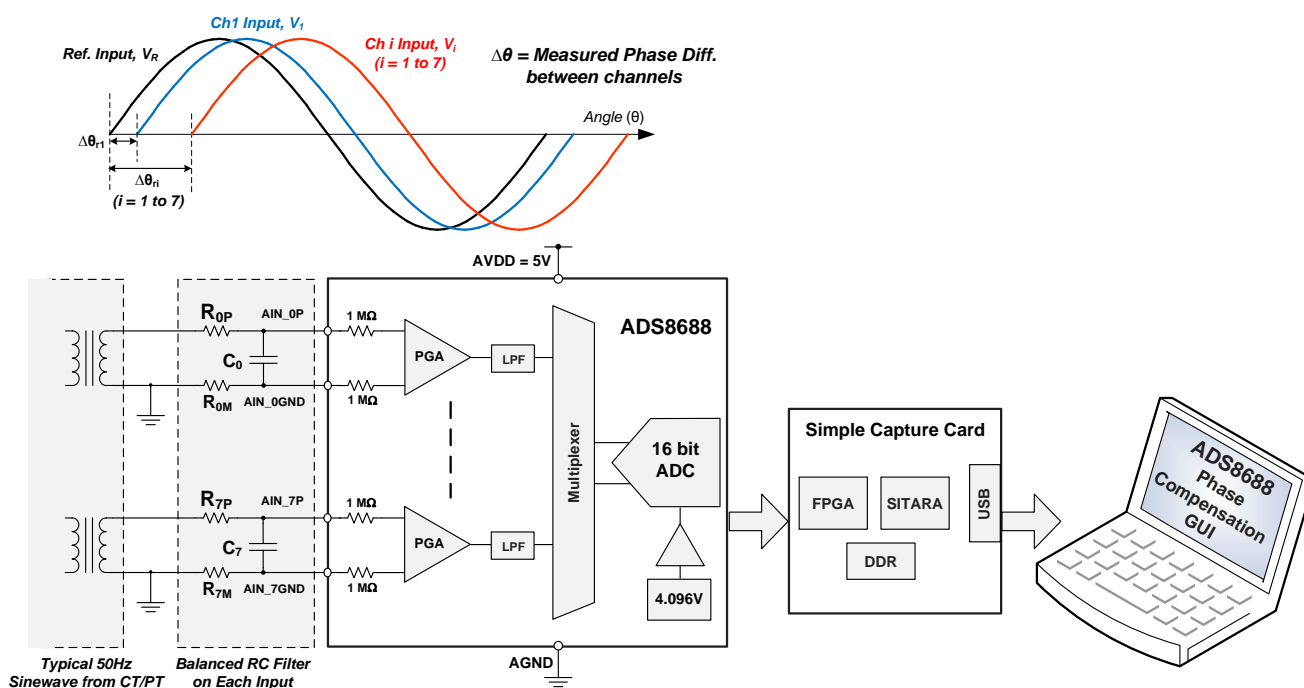 Ch1 Input, V1
Ref. Input, VR
Ch i Input, Vi
(i = 1 to 7)
Δθ = Measured Phase Diff.
between channels
Angle (θ)
Δθr1
Δθri
(i = 1 to 7)
AVDD = 5V
R0P
AIN_0P
1 MΩ
ADS8688
C0
PGA
LPF
R0M
AIN_0GND
1 MΩ
Multiplexer
16 bit
ADC
Simple Capture Card
FPGA
SITARA
USB
DDR
ADS8688
Phase
Compensation
GUI
R7P
AIN_7P
1 MΩ
C7
PGA
LPF
R7M
AIN_7GND
1 MΩ
4.096V
AGND
Typical 50Hz
Sinewave from CT/PT
Balanced RC Filter
on Each Input